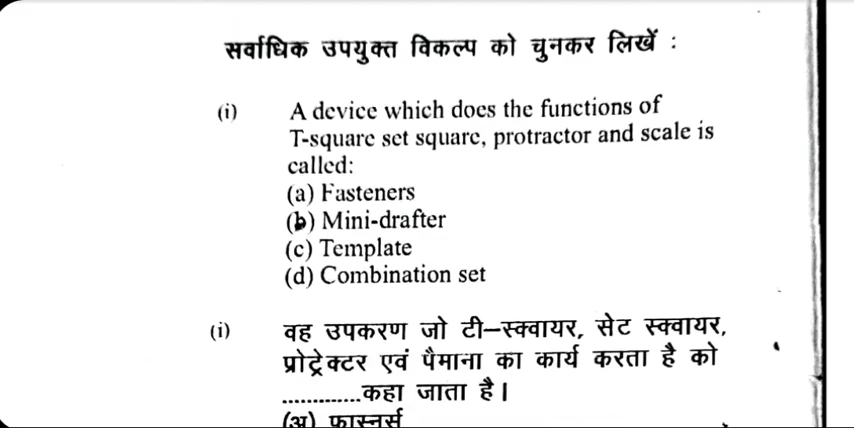 सर्वाधिक उपयुक्त विकल्प को चुनकर लिखें :
(i) A device which does the functions of
T-square set square, protractor and scale is
called:
(a) Fasteners
(b) Mini-drafter
(c) Template
(d) Combination set
(i) वह उपकरण जो टी–स्क्वायर, सेट स्क्वायर,
प्रोट्रेक्टर एवं पैमाना का कार्य करता है को
.............कहा जाता है।
(अ) फास्नर्स